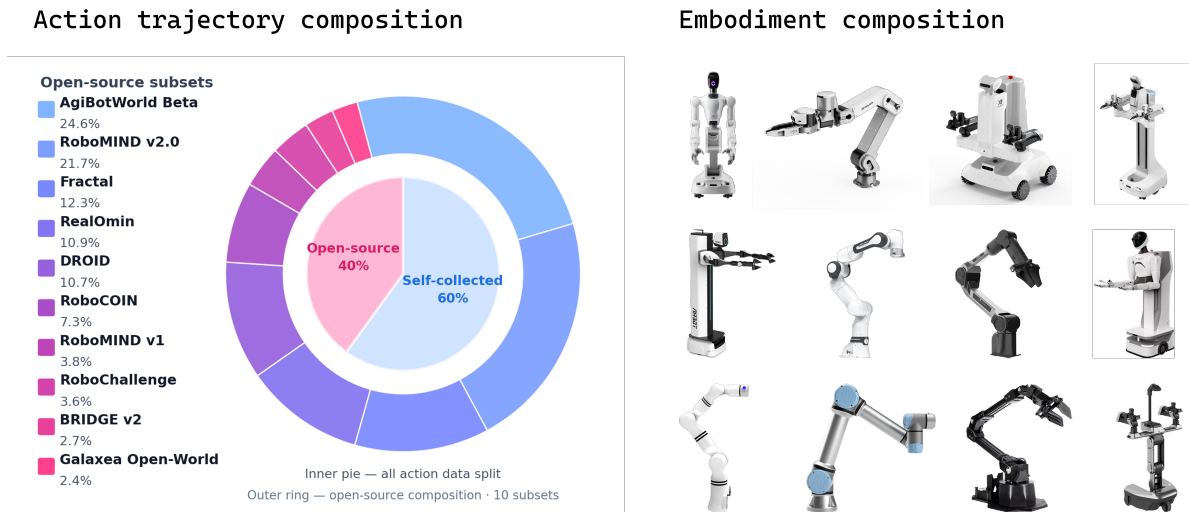 Action trajectory composition
Embodiment composition
Open-source subsets
AgiBotWorld Beta
24.6%
RoboMIND v2.0
21.7%
Fractal
12.3%
RealOmin
10.9%
DROID
10.7%
RoboCOIN
7.3%
RoboMIND v1
3.8%
RoboChallenge
3.6%
BRIDGE v2
2.7%
Galaxea Open-World
2.4%
Open-source
40%
Self-collected
60%
Inner pie — all action data split
Outer ring — open-source composition · 10 subsets